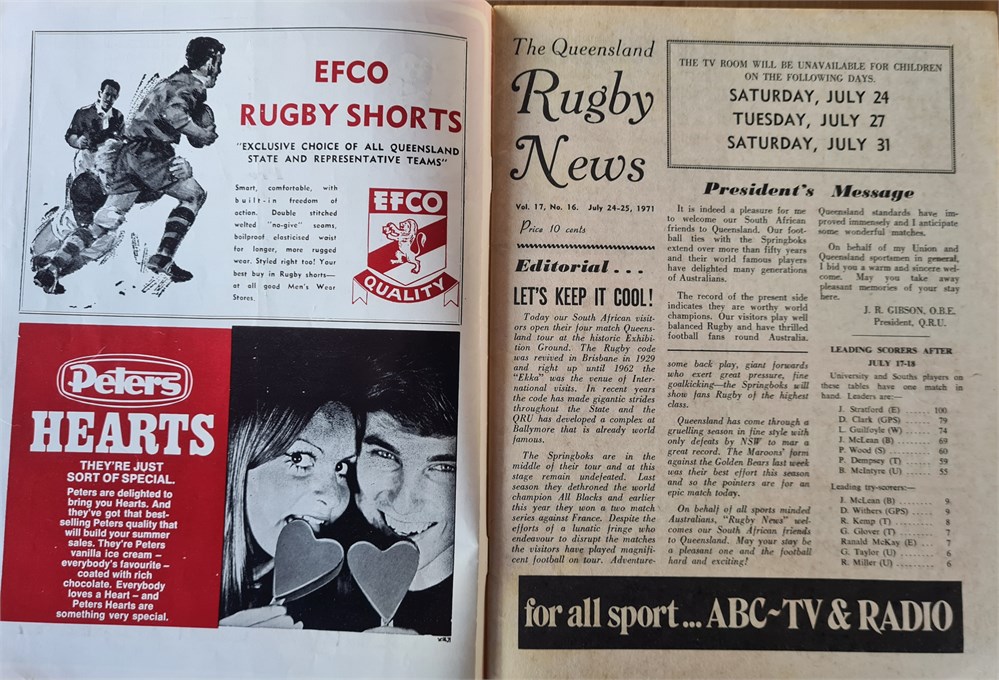 EFCO
RUGBY SHORTS
"EXCLUSIVE CHOICE OF ALL QUEENSLAND
STATE AND REPRESENTATIVE TEAMS"
Smart, comfortable, with
built-in freedom of
action. Double stitched
welted "no-give" seams,
boilproof elasticised waist
for longer, more rugged
wear. Styled right too! Your
best buy in Rugby shorts—
at all good Men's Wear
Stores.
EFCO
QUALITY
Peters
HEARTS
THEY'RE JUST
SORT OF SPECIAL.
Peters are delighted to
bring you Hearts. And
they've got that best-
selling Peters quality that
will build your summer
sales. They're Peters
vanilla ice cream –
everybody's favourite –
coated with rich
chocolate. Everybody
loves a Heart – and
Peters Hearts are
something very special.
The Queensland
Rugby
News
Vol. 17, No. 16. July 24-25, 1971
Price 10 cents
THE TV ROOM WILL BE UNAVAILABLE FOR CHILDREN
ON THE FOLLOWING DAYS.
SATURDAY, JULY 24
TUESDAY, JULY 27
SATURDAY, JULY 31
Editorial . . .
LET'S KEEP IT COOL!
Today our South African visit-
ors open their four match Queens-
land tour at the historic Exhibi-
tion Ground. The Rugby code
was revived in Brisbane in 1929
and right up until 1962 the
"Ekka" was the venue of Inter-
national visits. In recent years
the code has made gigantic strides
throughout the State and the
QRU has developed a complex at
Ballymore that is already world
famous.
The Springboks are in the
middle of their tour and at this
stage remain undefeated. Last
season they dethroned the world
champion All Blacks and earlier
this year they won a two match
series against France. Despite the
efforts of a lunatic fringe who
endeavour to disrupt the matches
the visitors have played magnifi-
cent football on tour. Adventure-
President's Message
It is indeed a pleasure for me
to welcome our South African
friends to Queensland. Our foot-
ball ties with the Springboks
extend over more than fifty years
and their world famous players
have delighted many generations
of Australians.
The record of the present side
indicates they are worthy world
champions. Our visitors play well
balanced Rugby and have thrilled
football fans round Australia.
Queensland standards have im-
proved immensely and I anticipate
some wonderful matches.
On behalf of my Union and
Queensland sportsmen in general,
I bid you a warm and sincere wel-
come. May you take away
pleasant memories of your stay
here.
J. R. GIBSON, O.B.E.
President, Q.R.U.
some back play, giant forwards
who exert great pressure, fine
goalkicking—the Springboks will
show fans Rugby of the highest
class.
Queensland has come through a
gruelling season in fine style with
only defeats by NSW to mar a
great record. The Maroons' form
against the Golden Bears last week
was their best effort this season
and so the pointers are for an
epic match today.
On behalf of all sports minded
Australians, "Rugby News" wel-
comes our South African friends
to Queensland. May your stay be
a pleasant one and the football
hard and exciting!
LEADING SCORERS AFTER
JULY 17-18
University and Souths players on
these tables have one match in
hand. Leaders are:—
J. Stratford (E) ...... 100
D. Clark (GPS) ...... 79
L. Guilfoyle (W) ...... 74
J. McLean (B) ...... 69
P. Wood (S) ...... 60
P. Dempsey (T) ...... 59
B. McIntyre (U) ...... 55
Leading try-scorers:—
J. McLean (B) ...... 9
D. Withers (GPS) ...... 9
R. Kemp (T) ...... 8
G. Glover (T) ...... 7
Ranald McKay (E) ...... 7
G. Taylor (U) ...... 6
R. Miller (U) ...... 6
for all sport... ABC-TV & RADIO